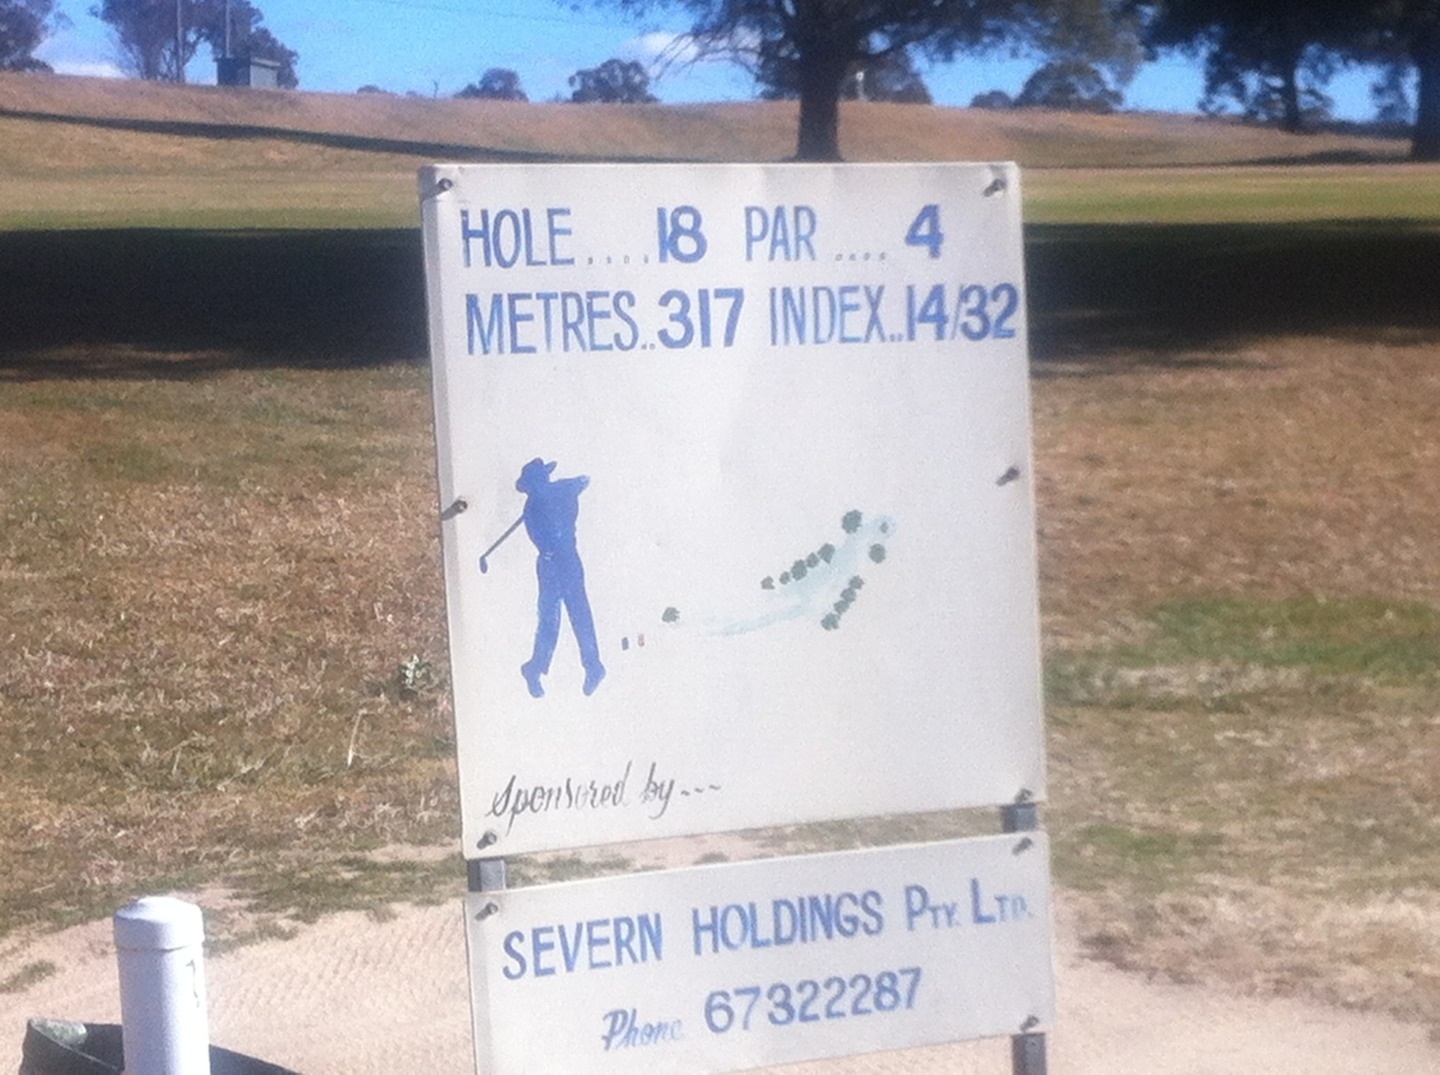 HOLE....18 PAR.... 4
METRES..317 INDEX..14/32
sponsored by---
SEVERN HOLDINGS PTY. LTD.
Phone 67322287